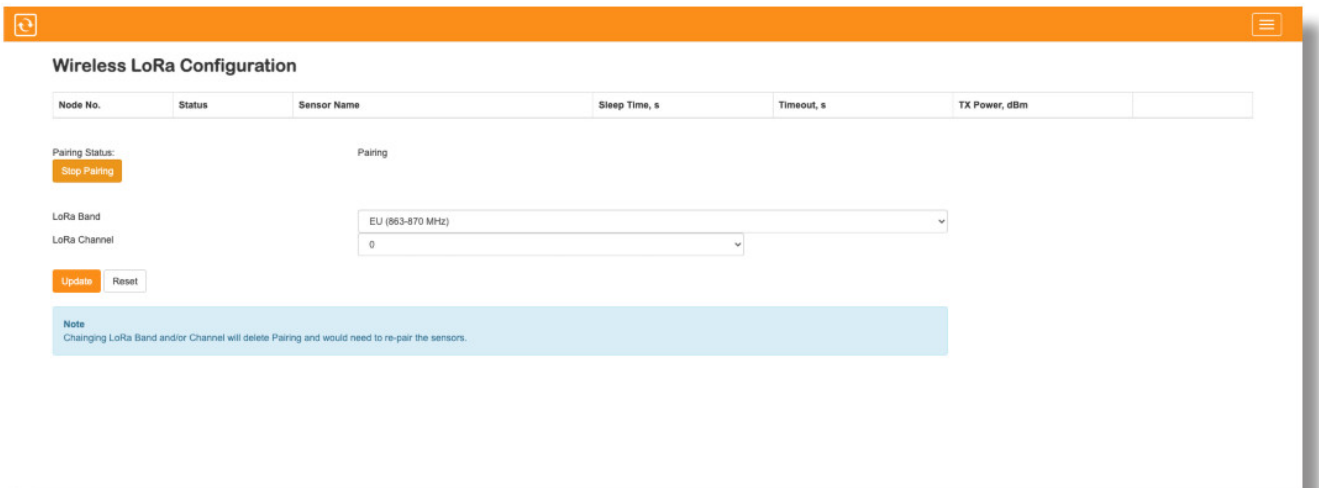 Wireless LoRa Configuration
Node No. Status Sensor Name Sleep Time, s Timeout, s TX Power, dBm
Pairing Status: Pairing
Stop Pairing
LoRa Band EU (863-870 MHz)
LoRa Channel 0
Update Reset
Note
Chainging LoRa Band and/or Channel will delete Pairing and would need to re-pair the sensors.